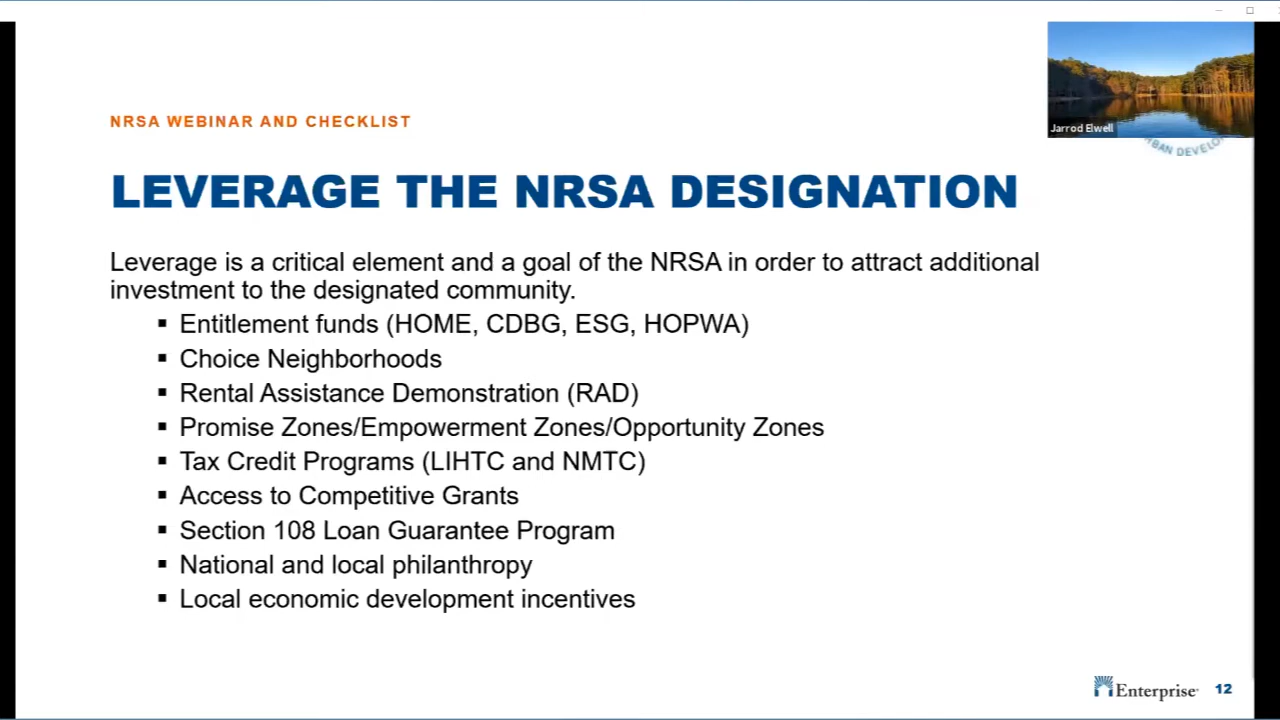 Jarrod Elwell
NRSA WEBINAR AND CHECKLIST
LEVERAGE THE NRSA DESIGNATION
Leverage is a critical element and a goal of the NRSA in order to attract additional
investment to the designated community.
▪ Entitlement funds (HOME, CDBG, ESG, HOPWA)
▪ Choice Neighborhoods
▪ Rental Assistance Demonstration (RAD)
▪ Promise Zones/Empowerment Zones/Opportunity Zones
▪ Tax Credit Programs (LIHTC and NMTC)
▪ Access to Competitive Grants
▪ Section 108 Loan Guarantee Program
▪ National and local philanthropy
▪ Local economic development incentives
Enterprise 12